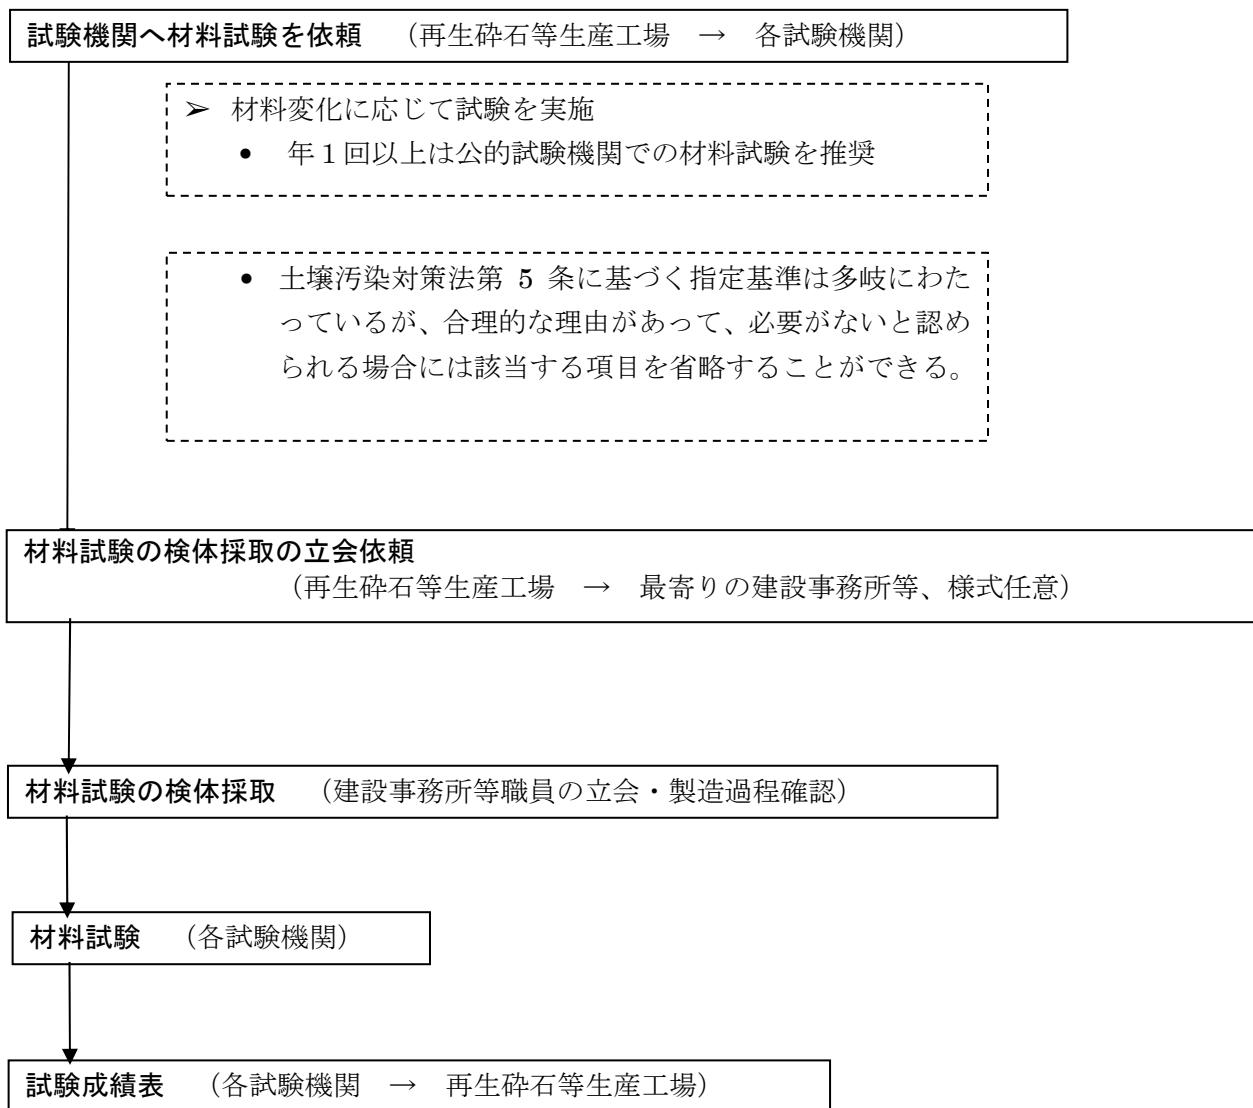 試験機関へ材料試験を依頼　（再生砕石等生産工場　→　各試験機関）
➢ 材料変化に応じて試験を実施
• 年１回以上は公的試験機関での材料試験を推奨
• 土壌汚染対策法第 5 条に基づく指定基準は多岐にわた
っているが、合理的な理由があって、必要がないと認め
られる場合には該当する項目を省略することができる。
材料試験の検体採取の立会依頼
（再生砕石等生産工場　→　最寄りの建設事務所等、様式任意）
材料試験の検体採取　（建設事務所等職員の立会・製造過程確認）
材料試験　（各試験機関）
試験成績表　（各試験機関　→　再生砕石等生産工場）